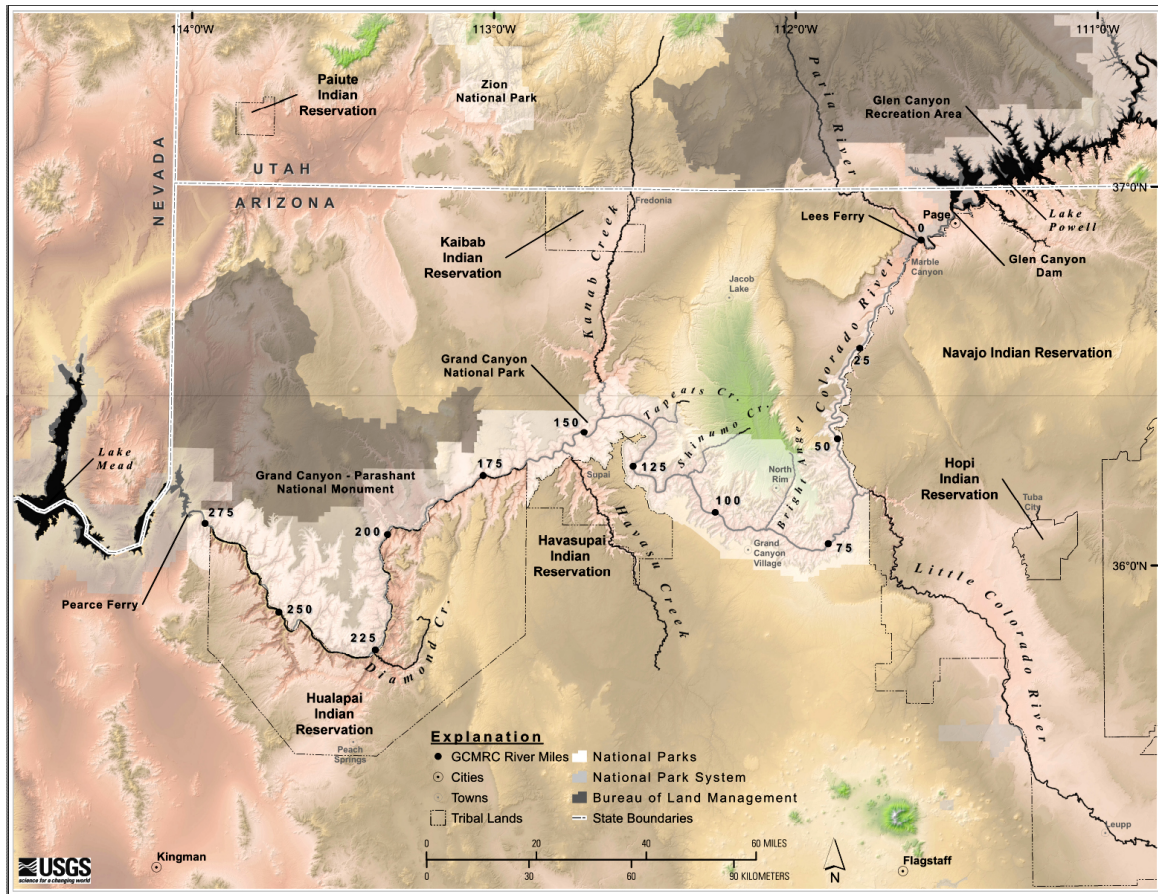 114°0'W
113°0'W
112°0'W
111°0'W
Paiute
Indian
Reservation
Zion
National Park
Paria River
Glen Canyon
Recreation Area
NEVADA
UTAH
ARIZONA
37°0'N
Fredonia
Kaibab
Indian
Reservation
Kanab Creek
Lees Ferry
0
Page
Lake
Powell
Marble
Canyon
Glen Canyon
Dam
Jacob
Lake
Colorado River
25
Navajo Indian Reservation
Grand Canyon
National Park
150
Tapeats Cr.
Shinumo Cr.
Bright Angel
50
Lake
Mead
Grand Canyon - Parashant
National Monument
175
Supai
125
North
Rim
Hopi
Indian
Reservation
Tuba
City
100
275
200
Havasupai
Indian
Reservation
Havasu Creek
Grand
Canyon
Village
75
36°0'N
Pearce Ferry
250
225
Diamond Cr.
Little Colorado River
Hualapai
Indian
Reservation
Peach
Springs
Explanation
GCMRC River Miles
National Parks
Cities
National Park System
Towns
Bureau of Land Management
Tribal Lands
State Boundaries
0 20 40 60 MILES
0 30 60 90 KILOMETERS
N
Leupp
Kingman
Flagstaff
USGS
science for a changing world